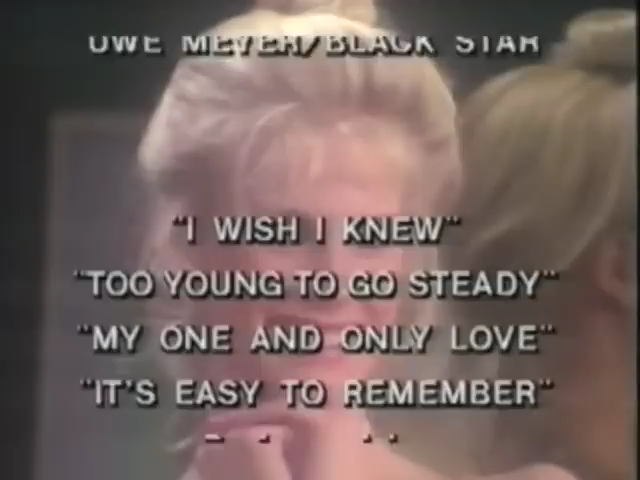 UWE MEYER/BLACK STAR
"I WISH I KNEW"
"TOO YOUNG TO GO STEADY"
"MY ONE AND ONLY LOVE"
"IT'S EASY TO REMEMBER"